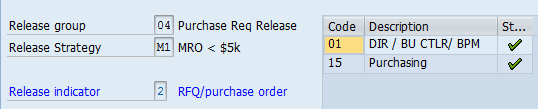 Release group 04 Purchase Req Release
Release Strategy M1 MRO < $5k
Release indicator 2 RFQ/purchase order
Code Description St...
01 DIR / BU CTLR/ BPM
15 Purchasing